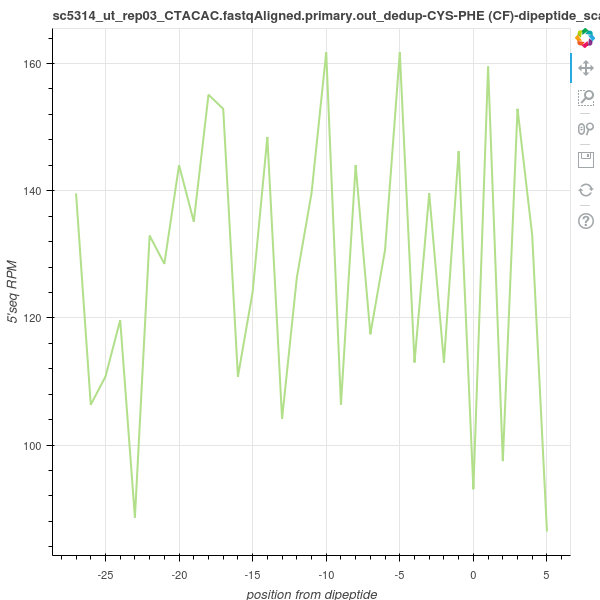 sc5314_ut_rep03_CTACAC.fastqAligned.primary.out_dedup-CYS-PHE (CF)-dipeptide_sca
160
140
120
100
5'seq RPM
-25 -20 -15 -10 -5 0 5
position from dipeptide